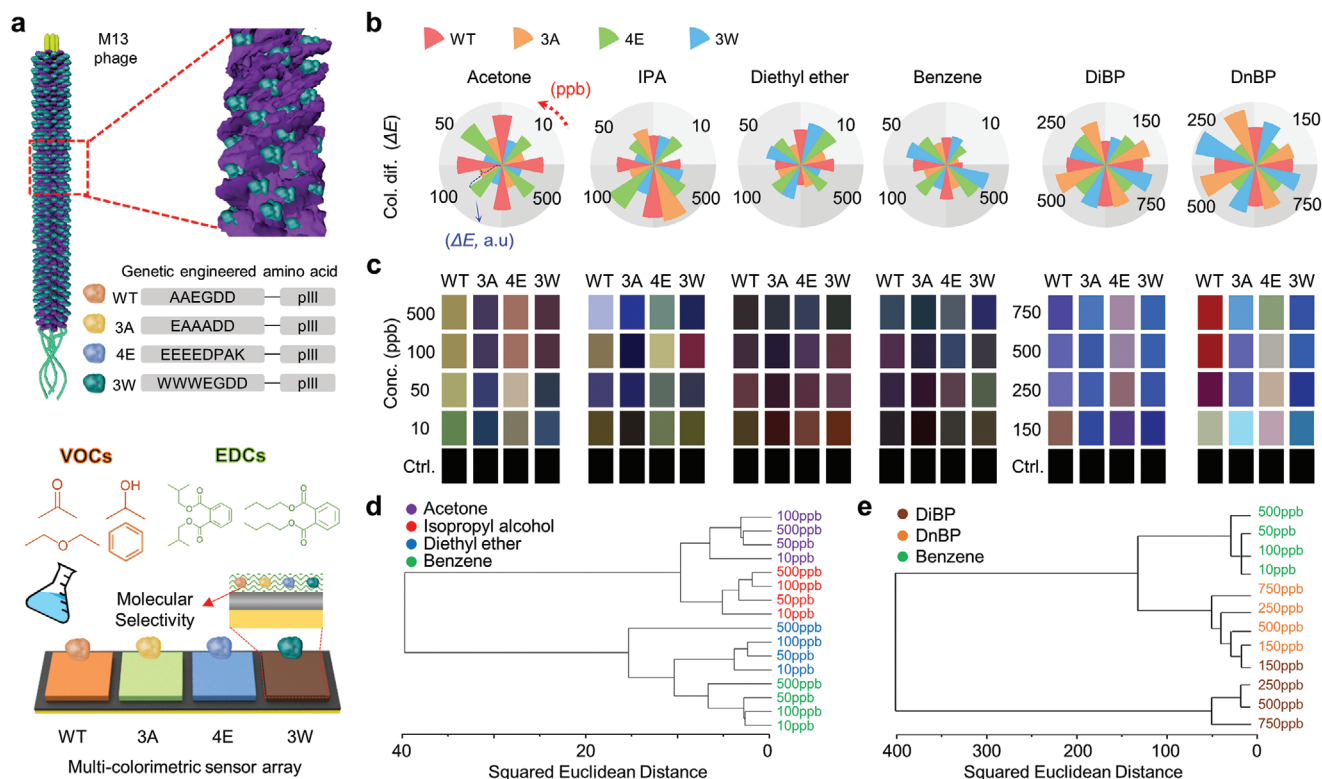 a
M13
phage
Genetic engineered amino acid
WT AAEGDD pIII
3A EAAADD pIII
4E EEEEDPAK pIII
3W WWWEGDD pIII
VOCs EDCs
O OH
O
O O
O O
O O
O O
Molecular
Selectivity
WT 3A 4E 3W
Multi-colorimetric sensor array
b
WT 3A 4E 3W
Acetone IPA Diethyl ether Benzene DiBP DnBP
Col. dif. (ΔE)
(ppb)
50 10 50 10 50 10 50 10 250 150 250 150
100 500 100 500 100 500 100 500 500 750 500 750
(ΔE, a.u)
c
WT 3A 4E 3W WT 3A 4E 3W WT 3A 4E 3W WT 3A 4E 3W WT 3A 4E 3W WT 3A 4E 3W
Conc. (ppb)
500 750
100 500
50 250
10 150
Ctrl. Ctrl.
d
Acetone
Isopropyl alcohol
Diethyl ether
Benzene
100ppb
500ppb
50ppb
10ppb
500ppb
100ppb
50ppb
10ppb
500ppb
100ppb
50ppb
10ppb
500ppb
50ppb
100ppb
10ppb
40 20 0
Squared Euclidean Distance
e
DiBP
DnBP
Benzene
500ppb
50ppb
100ppb
10ppb
750ppb
250ppb
500ppb
150ppb
150ppb
250ppb
500ppb
750ppb
400 300 200 100 0
Squared Euclidean Distance